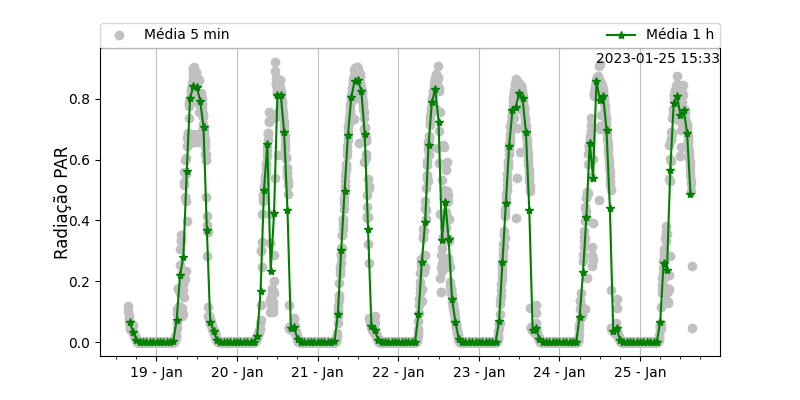 Média 5 min
Média 1 h
2023-01-25 15:33
Radiação PAR
0.8
0.6
0.4
0.2
0.0
19 - Jan
20 - Jan
21 - Jan
22 - Jan
23 - Jan
24 - Jan
25 - Jan